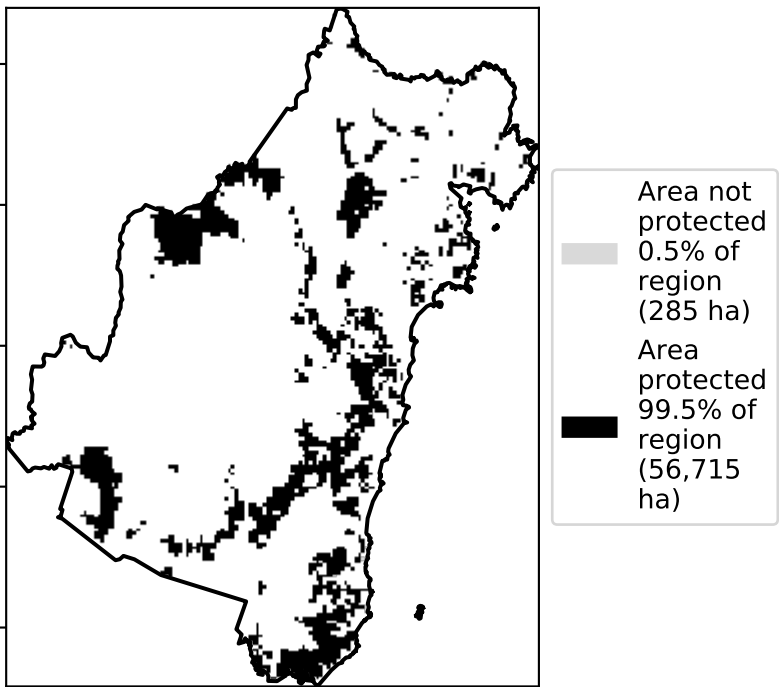 Area not
protected
0.5% of
region
(285 ha)
Area
protected
99.5% of
region
(56,715
ha)